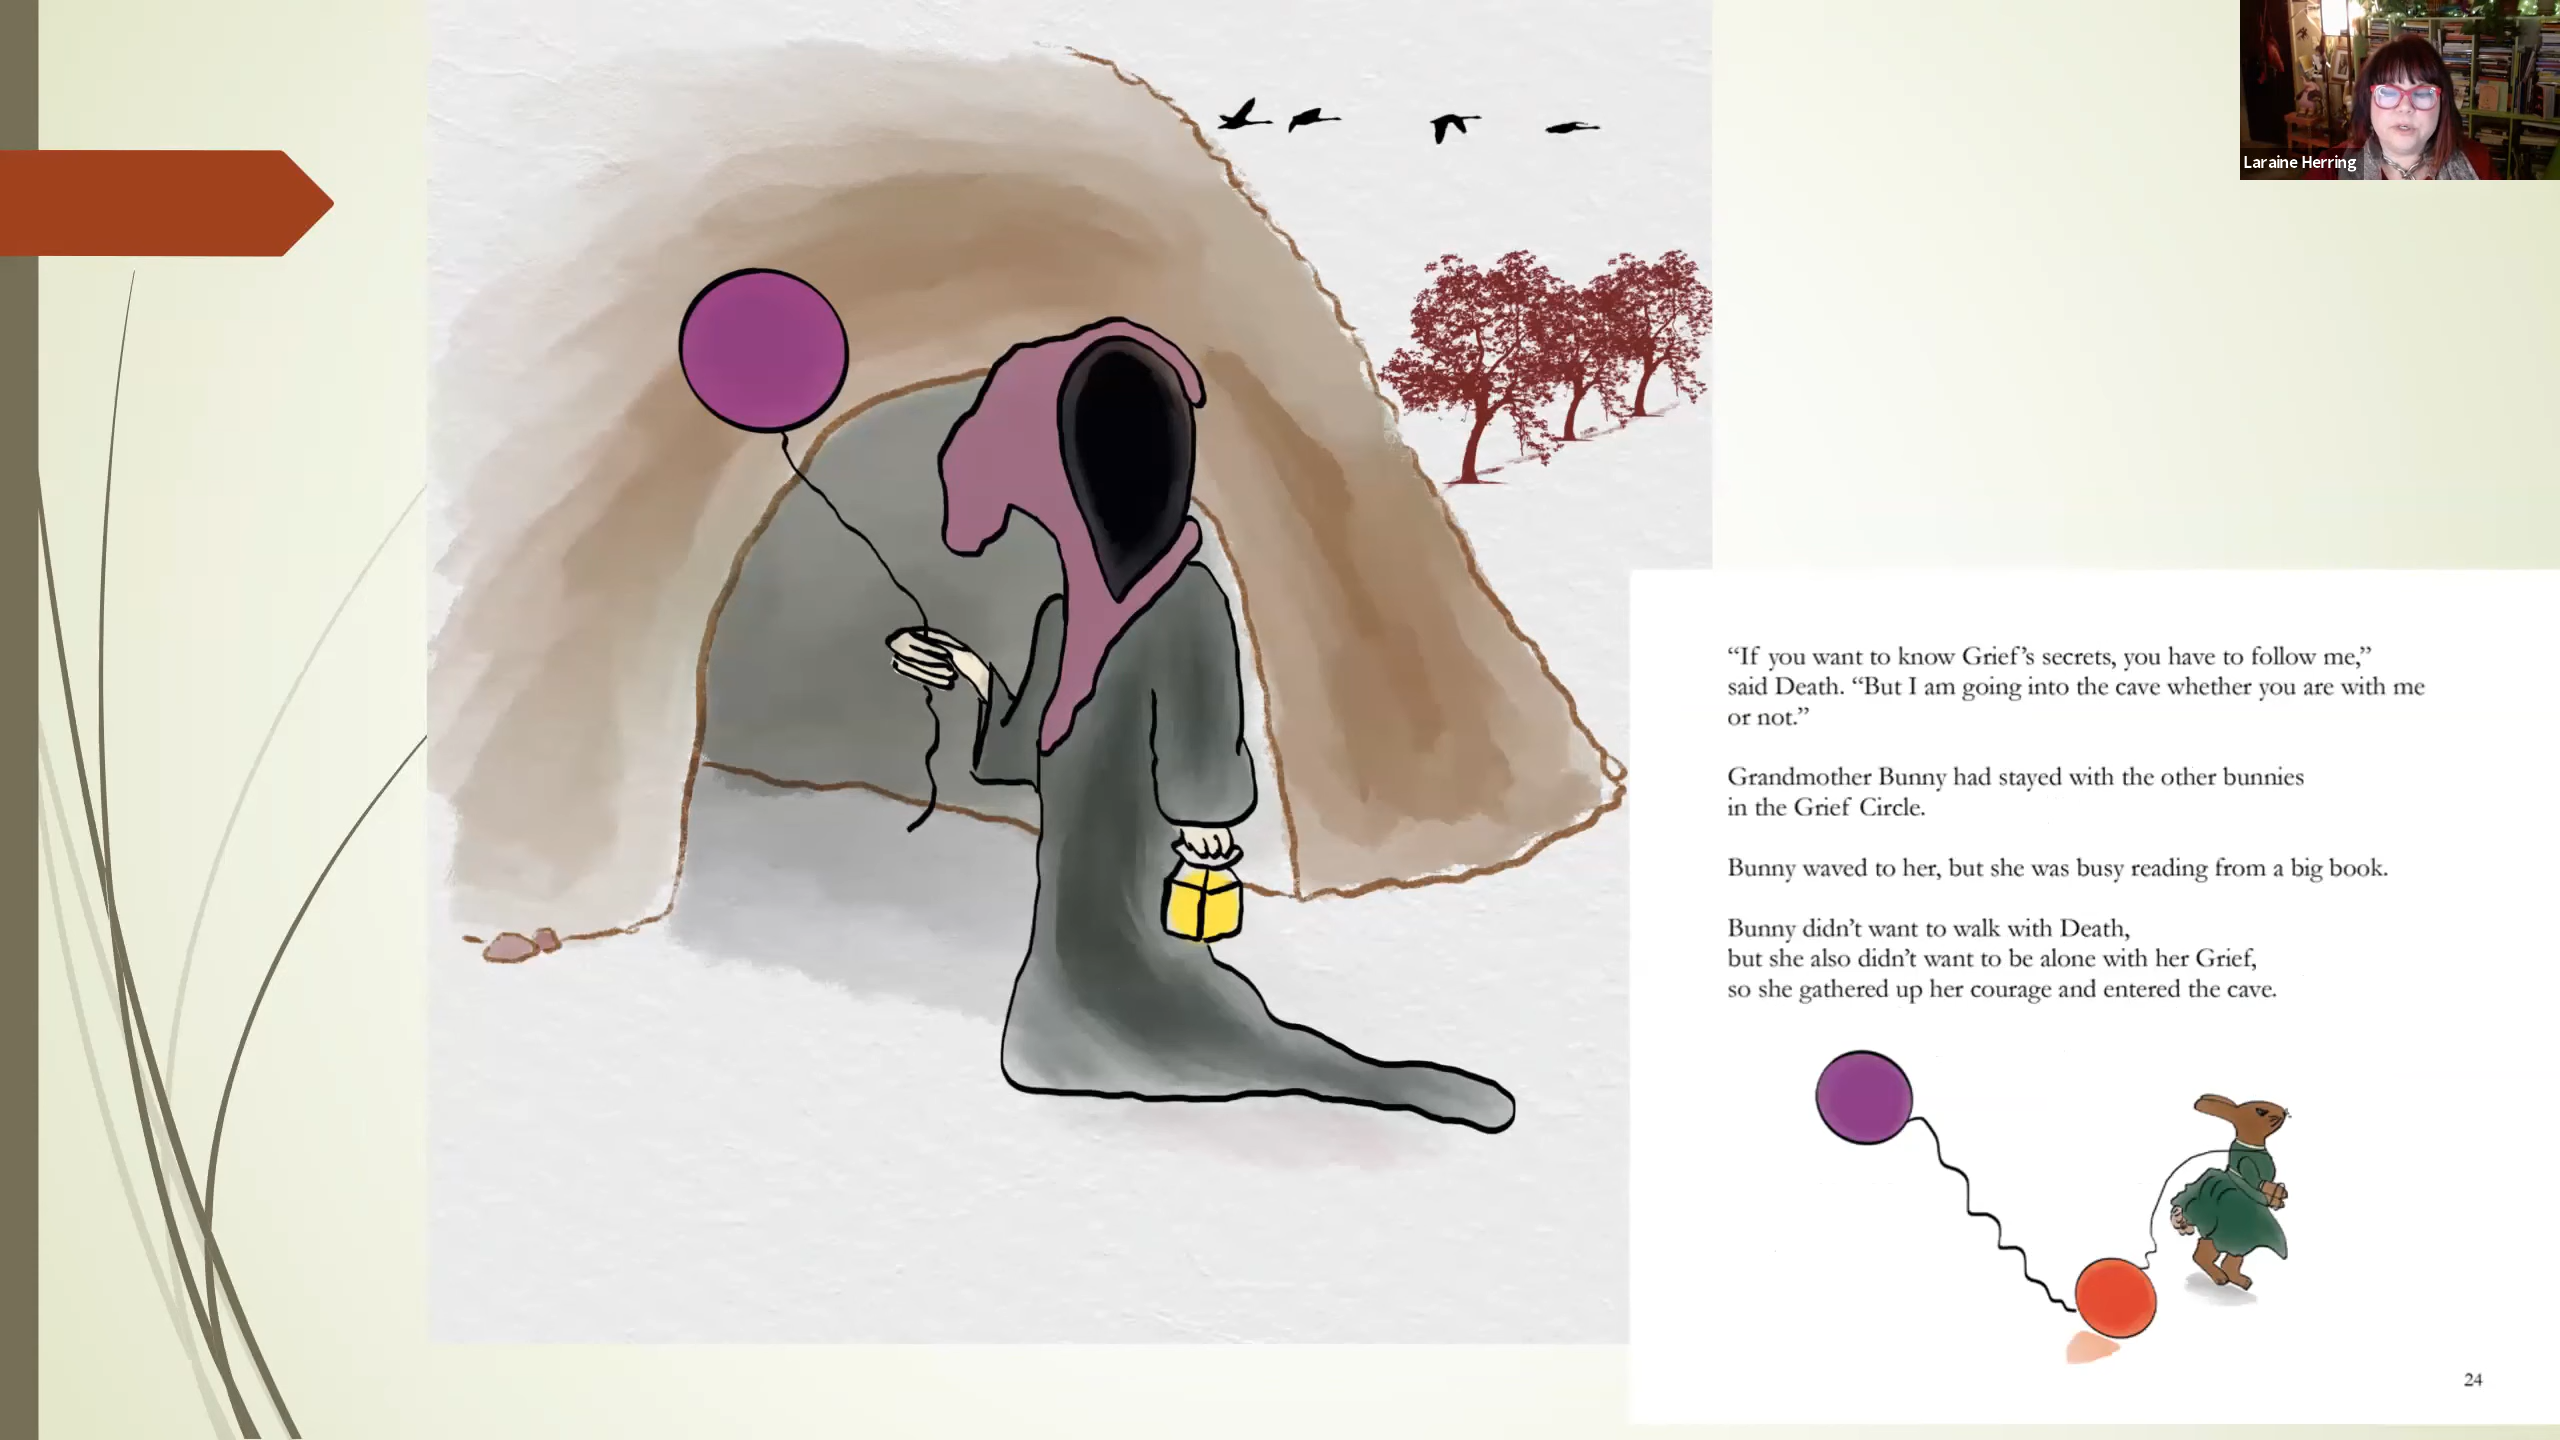 Laraine Herring
“If you want to know Grief’s secrets, you have to follow me,”
said Death. “But I am going into the cave whether you are with me
or not.”
Grandmother Bunny had stayed with the other bunnies
in the Grief Circle.
Bunny waved to her, but she was busy reading from a big book.
Bunny didn’t want to walk with Death,
but she also didn’t want to be alone with her Grief,
so she gathered up her courage and entered the cave.
24